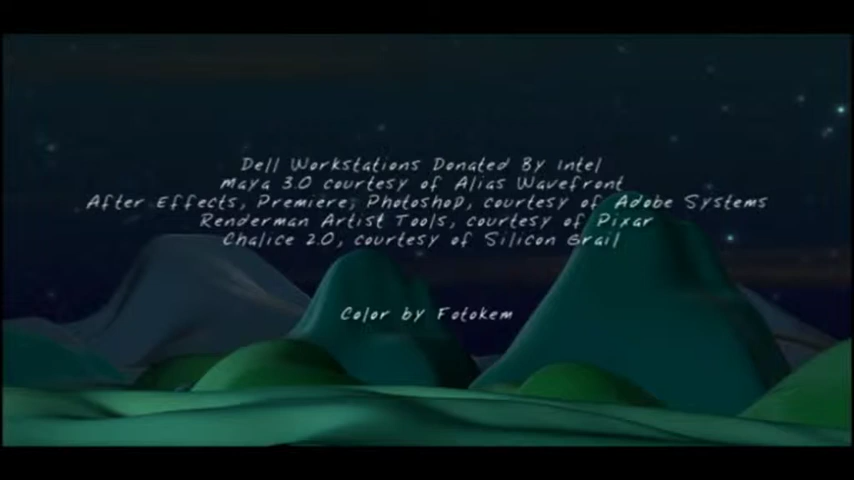 Dell Workstations Donated By Intel
Maya 3.0 courtesy of Alias Wavefront
After Effects, Premiere, Photoshop, courtesy of Adobe Systems
Renderman Artist Tools, courtesy of Pixar
Chalice 2.0, courtesy of Silicon Grail
Color by Fotokem